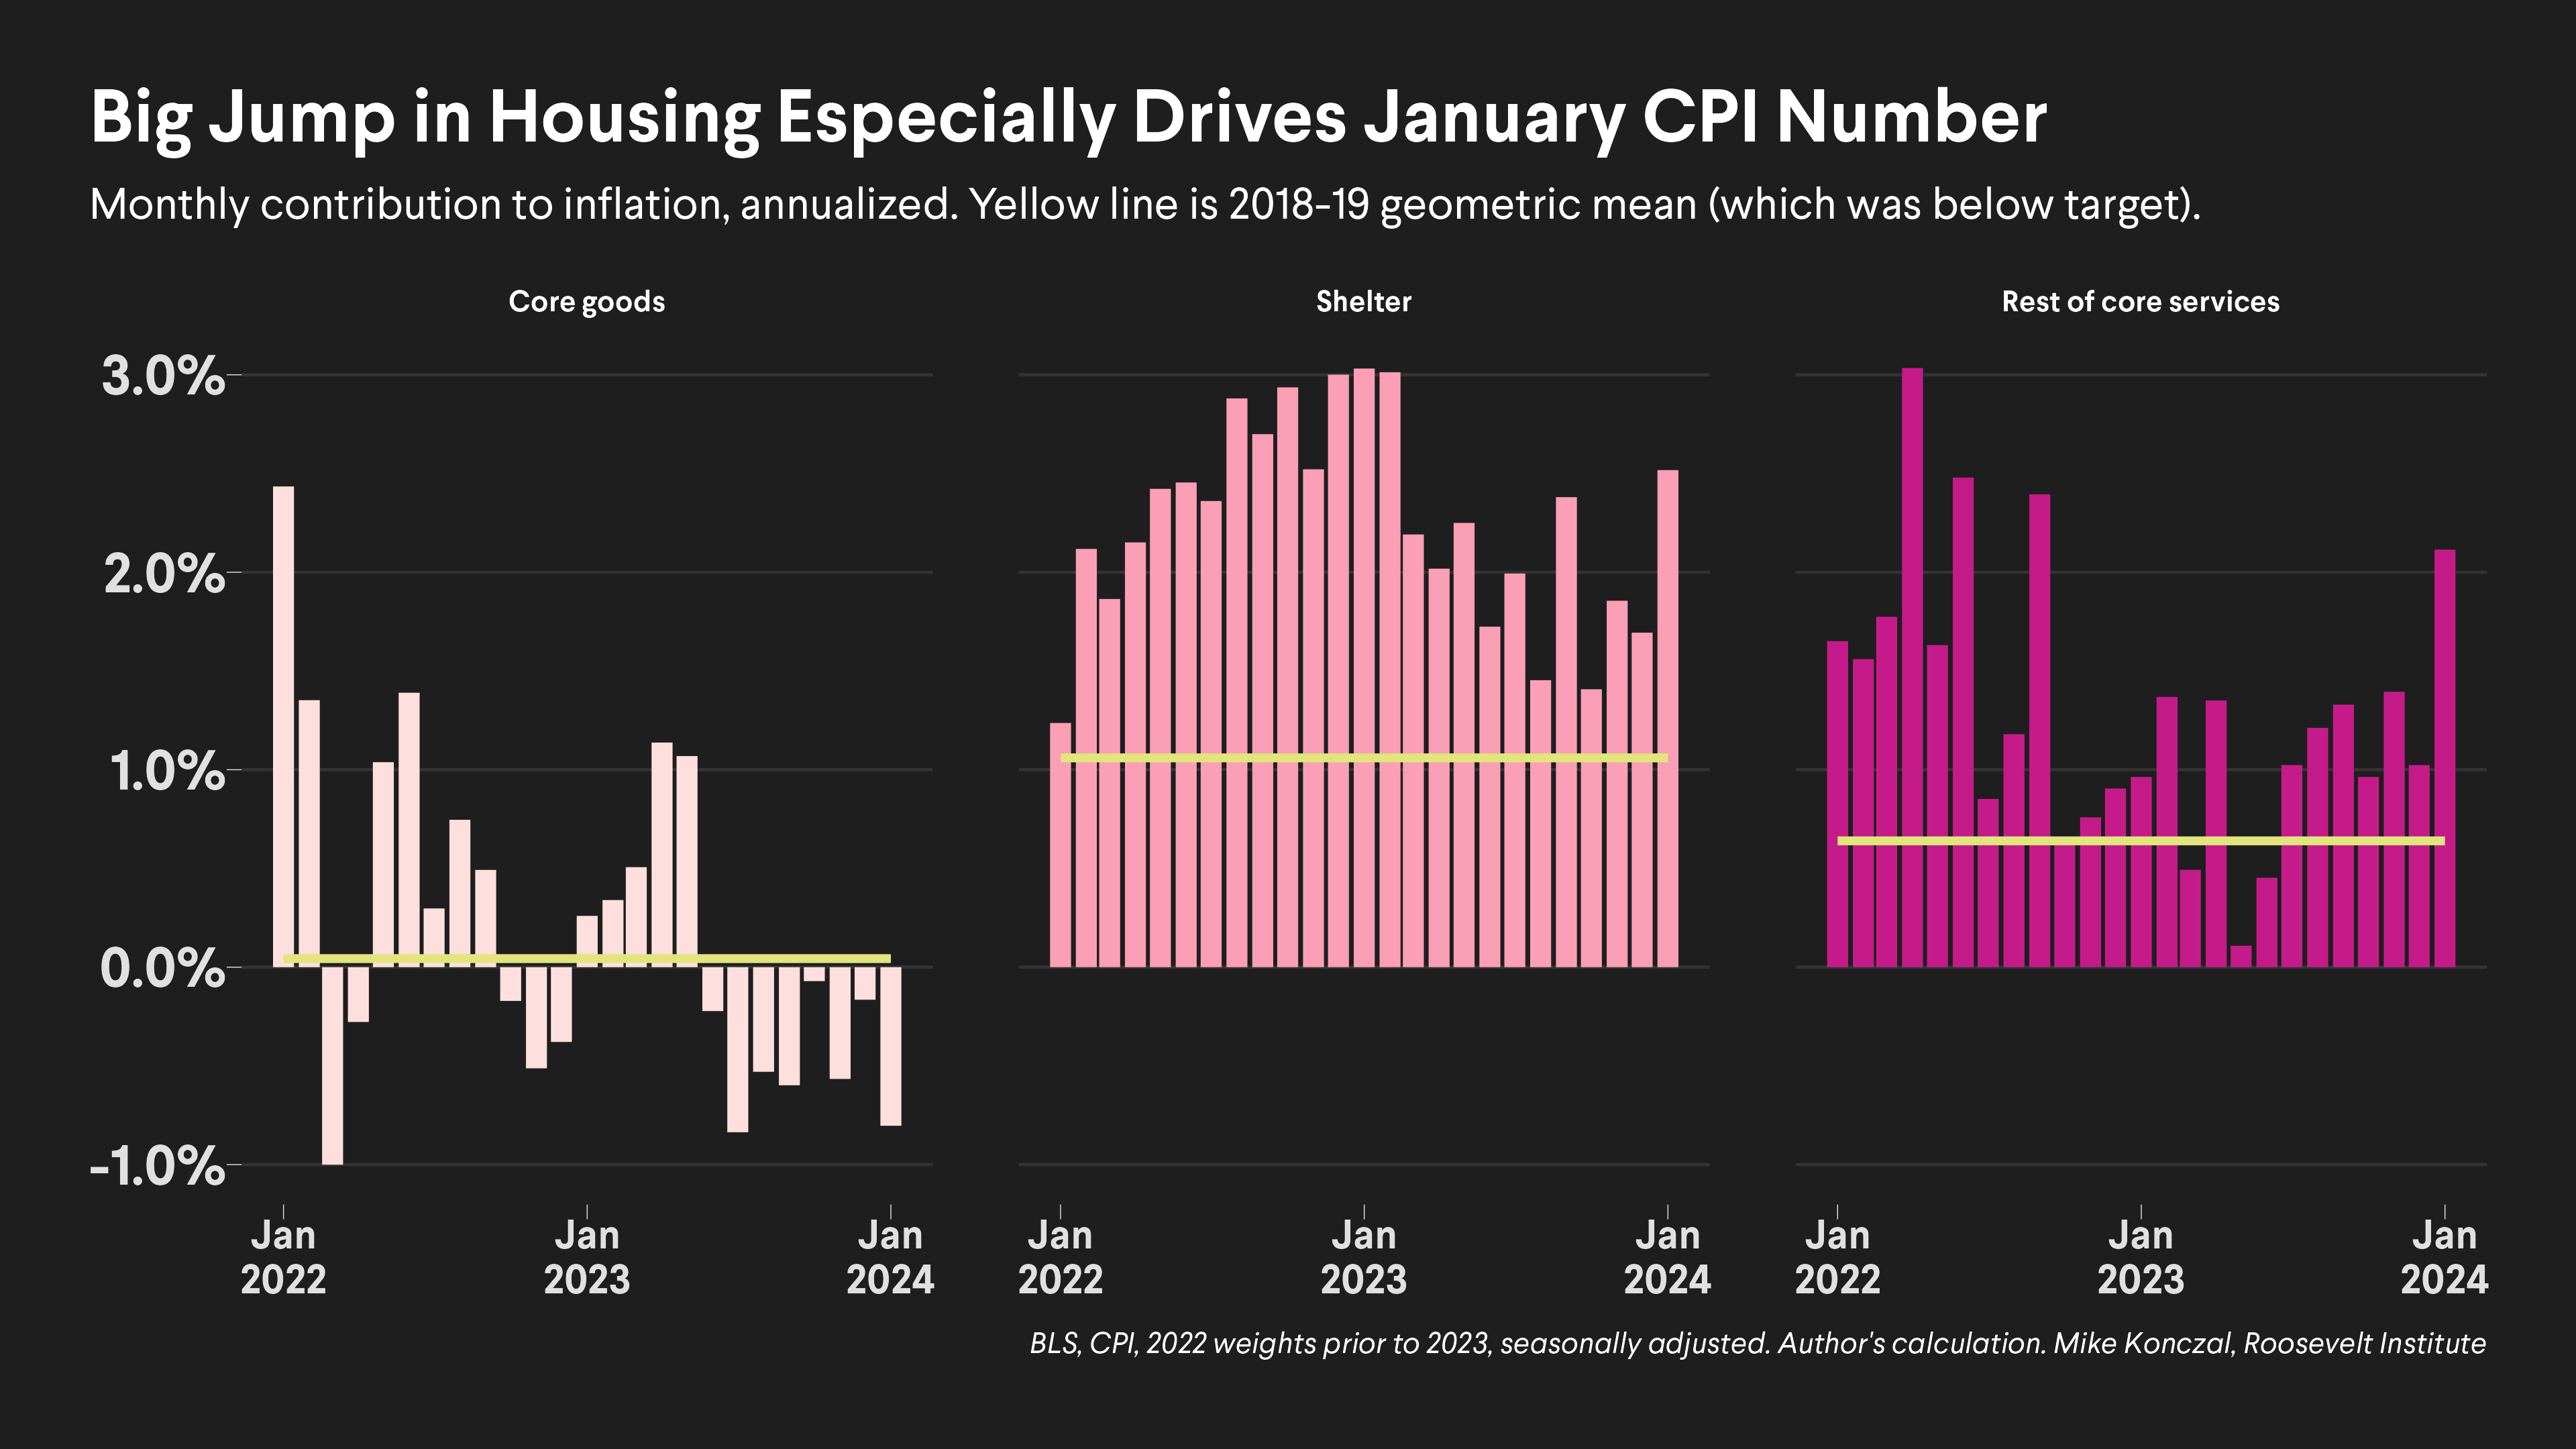 Big Jump in Housing Especially Drives January CPI Number
Monthly contribution to inflation, annualized. Yellow line is 2018-19 geometric mean (which was below target).
Core goods
Shelter
Rest of core services
3.0%
2.0%
1.0%
0.0%
-1.0%
Jan
2022
Jan
2023
Jan
2024
Jan
2022
Jan
2023
Jan
2024
Jan
2022
Jan
2023
Jan
2024
BLS, CPI, 2022 weights prior to 2023, seasonally adjusted. Author's calculation. Mike Konczal, Roosevelt Institute